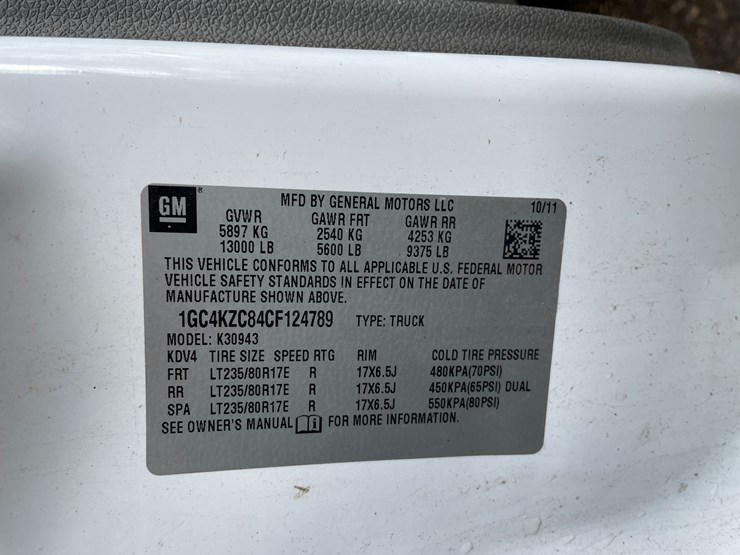 GM ®
MFD BY GENERAL MOTORS LLC 10/11
GVWR GAWR FRT GAWR RR
5897 KG 2540 KG 4253 KG
13000 LB 5600 LB 9375 LB
THIS VEHICLE CONFORMS TO ALL APPLICABLE U.S. FEDERAL MOTOR
VEHICLE SAFETY STANDARDS IN EFFECT ON THE DATE OF
MANUFACTURE SHOWN ABOVE.
1GC4KZC84CF124789 TYPE: TRUCK
MODEL: K30943
KDV4 TIRE SIZE SPEED RTG RIM COLD TIRE PRESSURE
FRT LT235/80R17E R 17X6.5J 480KPA(70PSI)
RR LT235/80R17E R 17X6.5J 450KPA(65PSI) DUAL
SPA LT235/80R17E R 17X6.5J 550KPA(80PSI)
SEE OWNER'S MANUAL i FOR MORE INFORMATION.